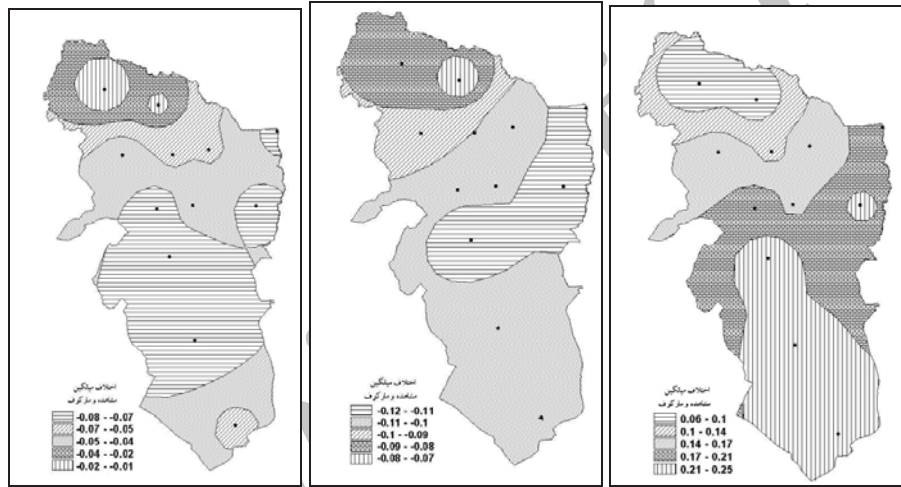 اختلاف میانگین
مشاهده و مارکوف
-0.08 - -0.07
-0.07 - -0.05
-0.05 - -0.04
-0.04 - -0.02
-0.02 - -0.01
اختلاف میانگین
مشاهده و مارکوف
-0.12 - -0.11
-0.11 - -0.1
-0.1 - -0.09
-0.09 - -0.08
-0.08 - -0.07
اختلاف میانگین
مشاهده و مارکوف
0.06 - 0.1
0.1 - 0.14
0.14 - 0.17
0.17 - 0.21
0.21 - 0.25